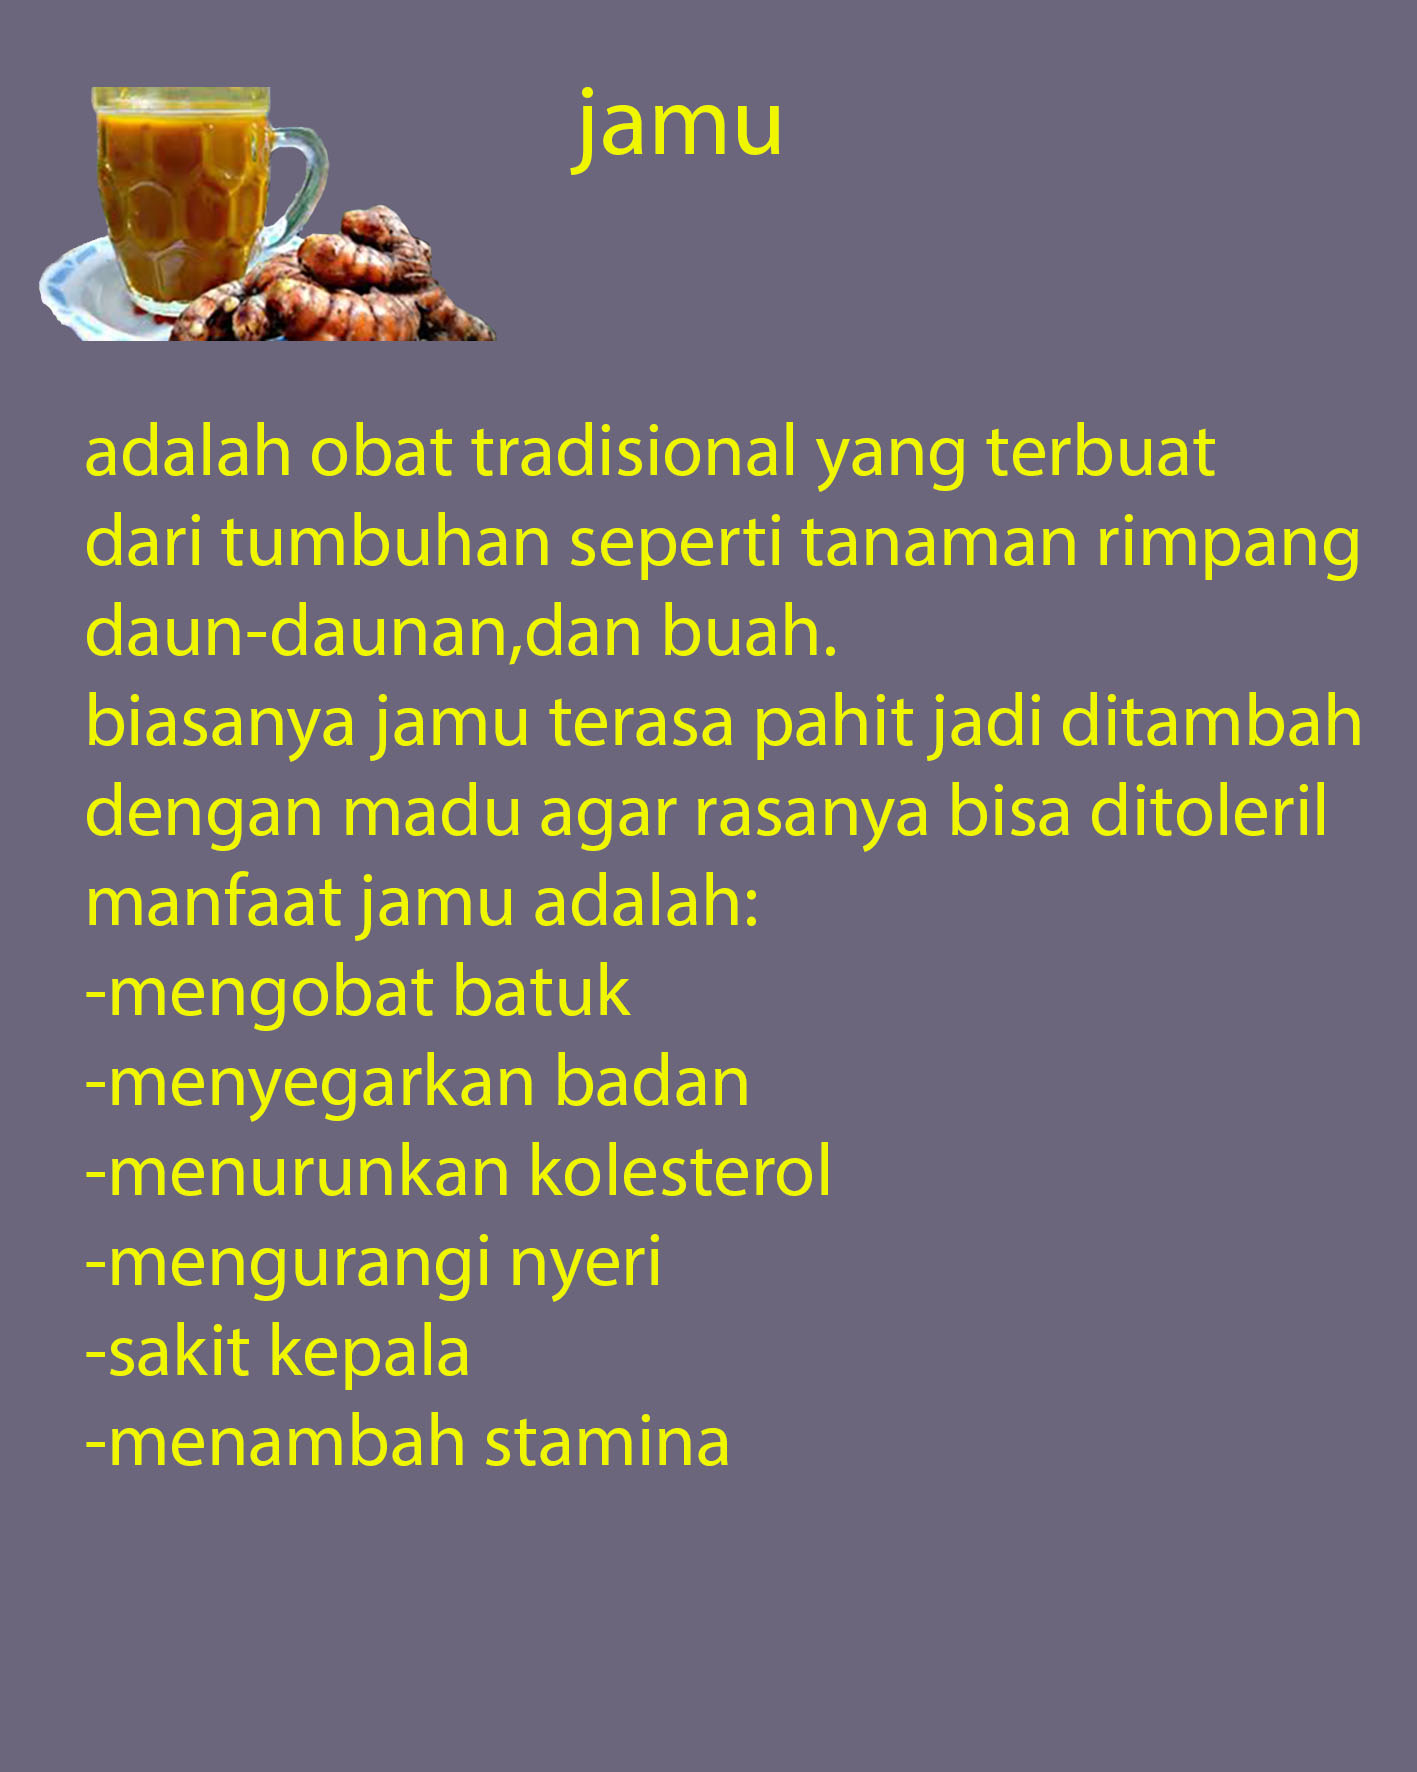 jamu
adalah obat tradisional yang terbuat
dari tumbuhan seperti tanaman rimpang
daun-daunan,dan buah.
biasanya jamu terasa pahit jadi ditambah
dengan madu agar rasanya bisa ditoleril
manfaat jamu adalah:
-mengobat batuk
-menyegarkan badan
-menurunkan kolesterol
-mengurangi nyeri
-sakit kepala
-menambah stamina